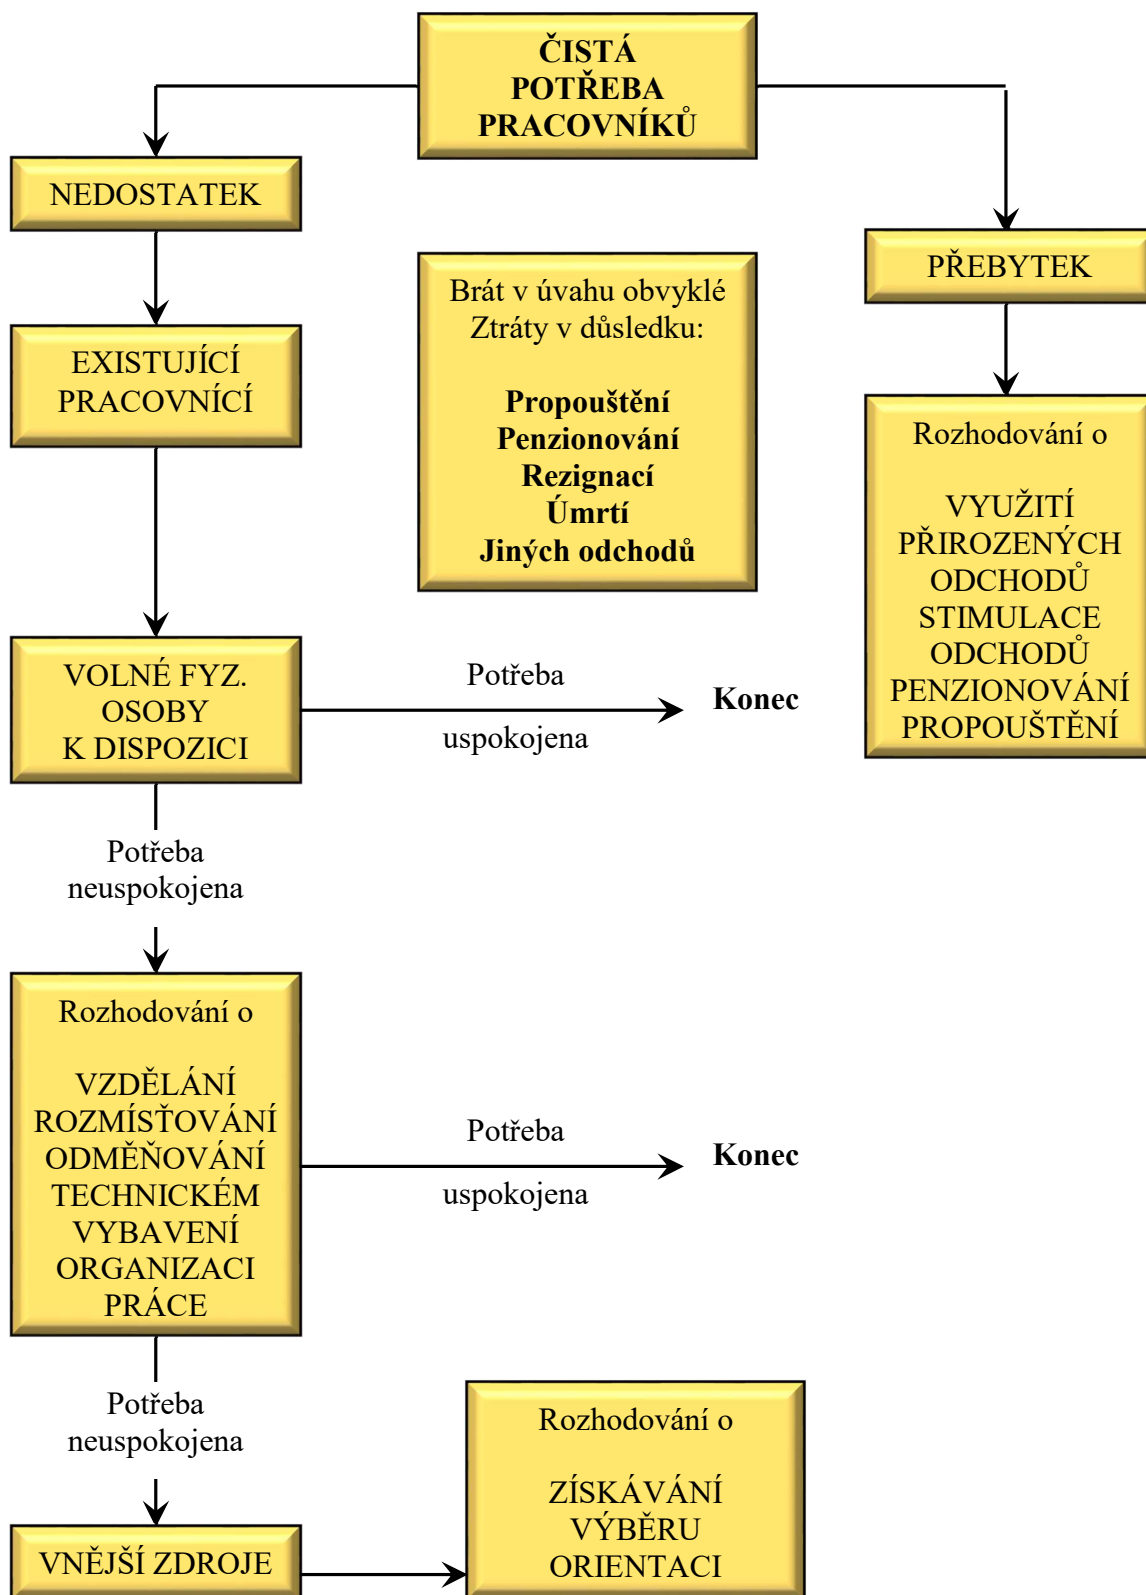 ČISTÁ
POTŘEBA
PRACOVNÍKŮ
NEDOSTATEK
PŘEBYTEK
Brát v úvahu obvyklé
Ztráty v důsledku:
Propouštění
Penzionování
Rezignací
Úmrtí
Jiných odchodů
EXISTUJÍCÍ
PRACOVNÍCÍ
Rozhodování o
VYUŽITÍ
PŘIROZENÝCH
ODCHODŮ
STIMULACE
ODCHODŮ
PENZIONOVÁNÍ
PROPOUŠTĚNÍ
VOLNÉ FYZ.
OSOBY
K DISPOZICI
Potřeba
uspokojena
Konec
Potřeba
neuspokojena
Rozhodování o
VZDĚLÁNÍ
ROZMÍSŤOVÁNÍ
ODMĚŇOVÁNÍ
TECHNICKÉM
VYBAVENÍ
ORGANIZACI
PRÁCE
Potřeba
uspokojena
Konec
Potřeba
neuspokojena
VNĚJŠÍ ZDROJE
Rozhodování o
ZÍSKÁVÁNÍ
VÝBĚRU
ORIENTACI